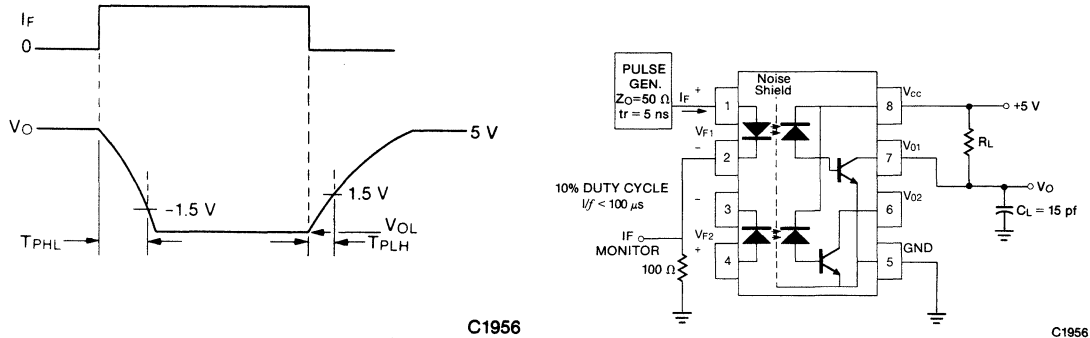 IF
0
VO
5 V
1.5 V
-1.5 V
VOL
TPHL
TPLH
C1956
PULSE
GEN.
ZO=50 Ω
tr = 5 ns
IF
+
Noise
Shield
1
8
VCC
+5 V
VF1
RL
-
2
7
V01
VO
10% DUTY CYCLE
I/f < 100 μs
-
3
6
V02
CL = 15 pf
IF
MONITOR
VF2
+
4
5
GND
100 Ω
C1956